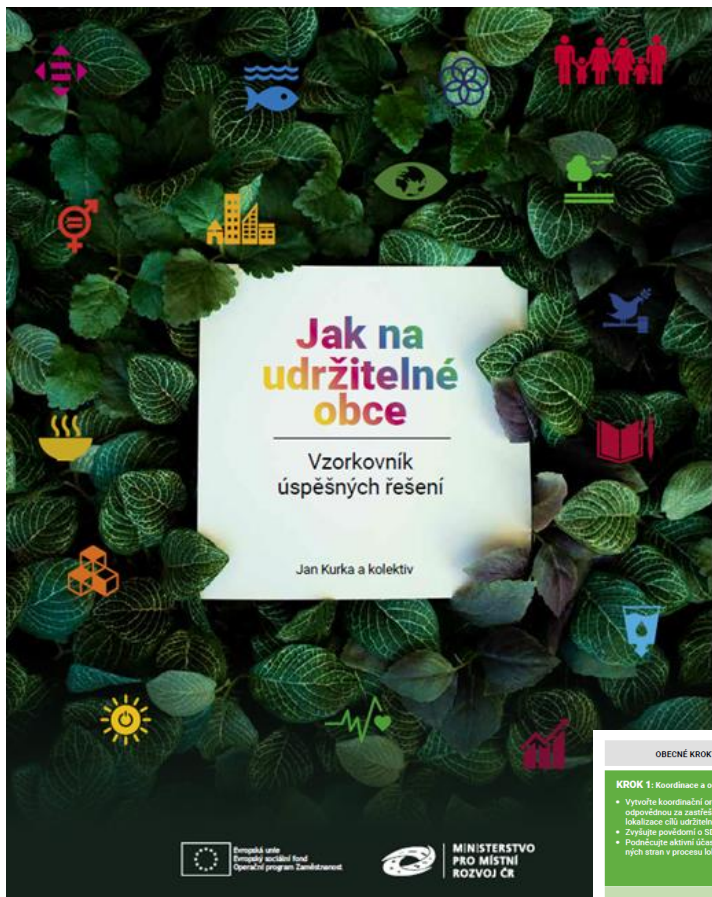 Jak na
udržitelné
obce
Vzorkovník
úspěšných řešení
Jan Kurka a kolektiv
Evropská unie
Evropský sociální fond
Operační program Zaměstnanost
MINISTERSTVO
PRO MÍSTNÍ
ROZVOJ ČR
OBECNÉ KROK
KROK 1: Koordinace a o
• Vytvořte koordinační or
odpovědnou za zastřeš
lokalizace cílů udržiteln
• Zvyšujte povědomí o SD
• Podněcujte aktivní účas
ných stran v procesu lo